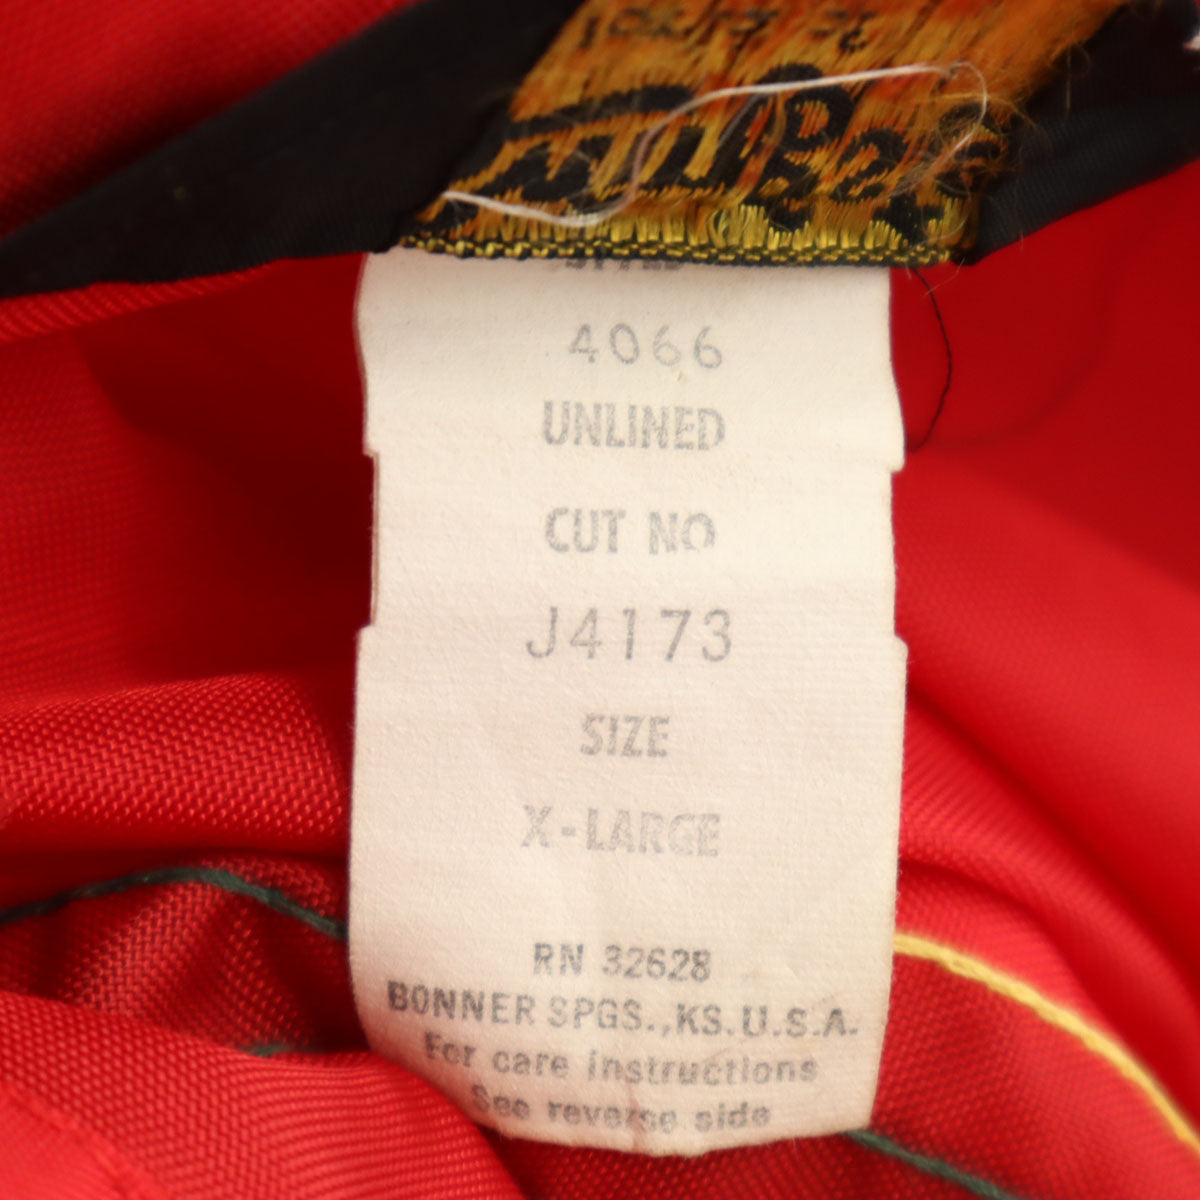 4066
UNLINED
CUT NO
J4173
SIZE
X-LARGE
RN 32628
BONNER SPGS., KS. U.S.A.
For care instructions
See reverse side